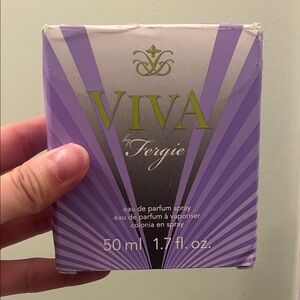 VIVA
by Fergie
eau de parfum spray
eau de parfum à vaporiser
colonia en spray
50 ml 1.7 fl. oz.